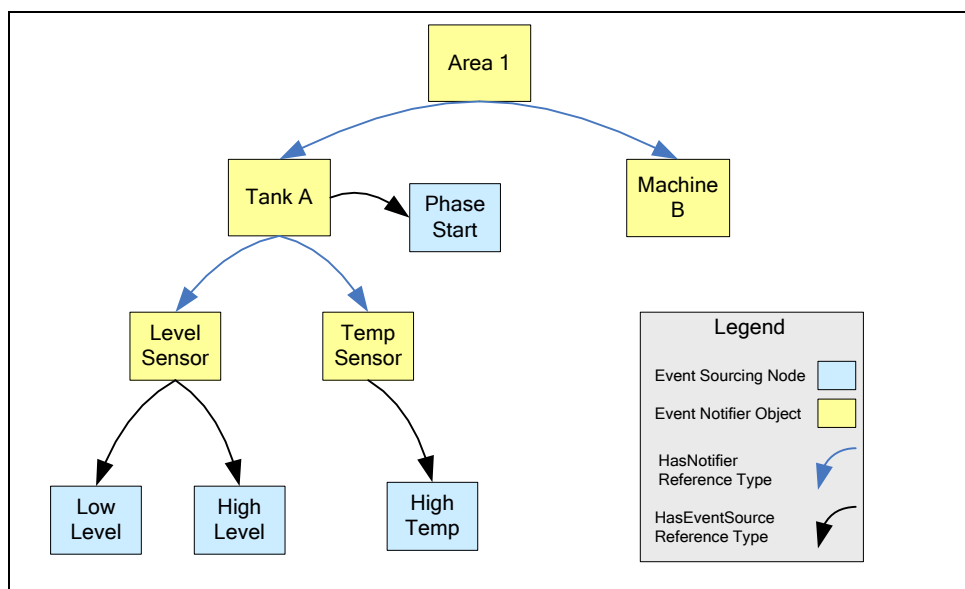 Area 1
Tank A
Phase
Start
Machine
B
Level
Sensor
Temp
Sensor
Low
Level
High
Level
High
Temp
Legend
Event Sourcing Node
Event Notifier Object
HasNotifier
Reference Type
HasEventSource
Reference Type